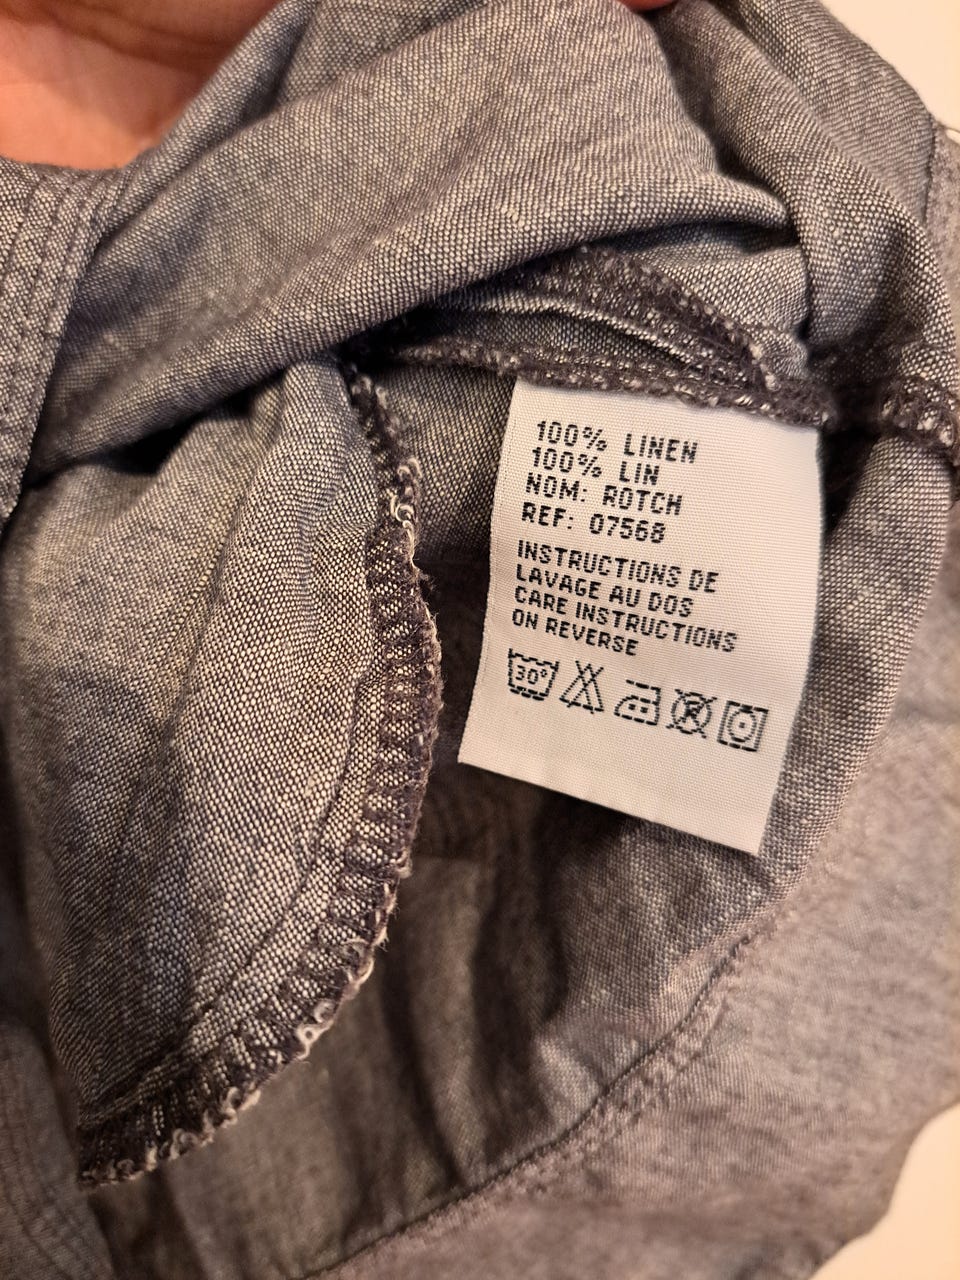 100% LINEN
100% LIN
NOM: ROTCH
REF: 07568
INSTRUCTIONS DE
LAVAGE AU DOS
CARE INSTRUCTIONS
ON REVERSE
30°